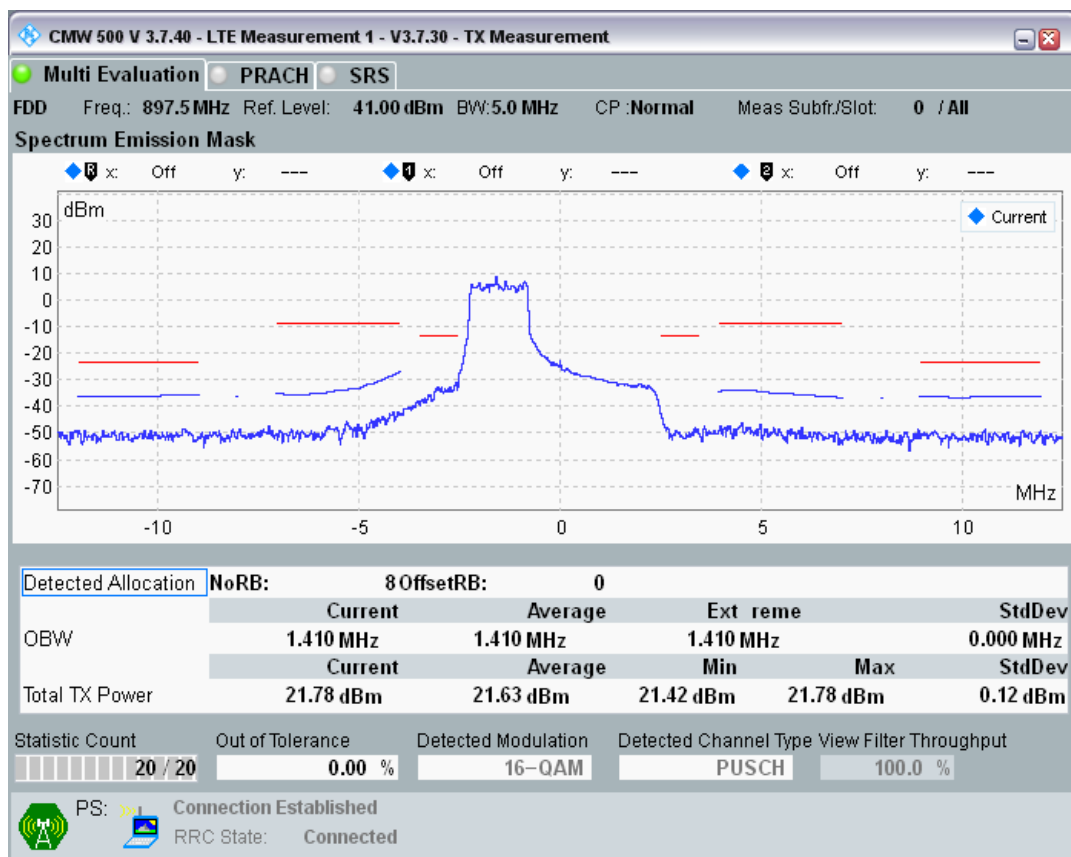 CMW 500 V 3.7.40 - LTE Measurement 1 - V3.7.30 - TX Measurement
Multi Evaluation PRACH SRS
FDD Freq.: 897.5 MHz Ref. Level: 41.00 dBm BW:5.0 MHz CP :Normal Meas Subfr./Slot: 0 / All
Spectrum Emission Mask
R x: Off y: --- 1 x: Off y: --- 2 x: Off y: ---
dBm
Current
30
20
10
0
-10
-20
-30
-40
-50
-60
-70
MHz
-10 -5 0 5 10
Detected Allocation NoRB: 8 OffsetRB: 0
Current Average Ext reme StdDev
OBW 1.410 MHz 1.410 MHz 1.410 MHz 0.000 MHz
Current Average Min Max StdDev
Total TX Power 21.78 dBm 21.63 dBm 21.42 dBm 21.78 dBm 0.12 dBm
Statistic Count Out of Tolerance Detected Modulation Detected Channel Type View Filter Throughput
20 / 20 0.00 % 16-QAM PUSCH 100.0 %
PS: Connection Established
RRC State: Connected